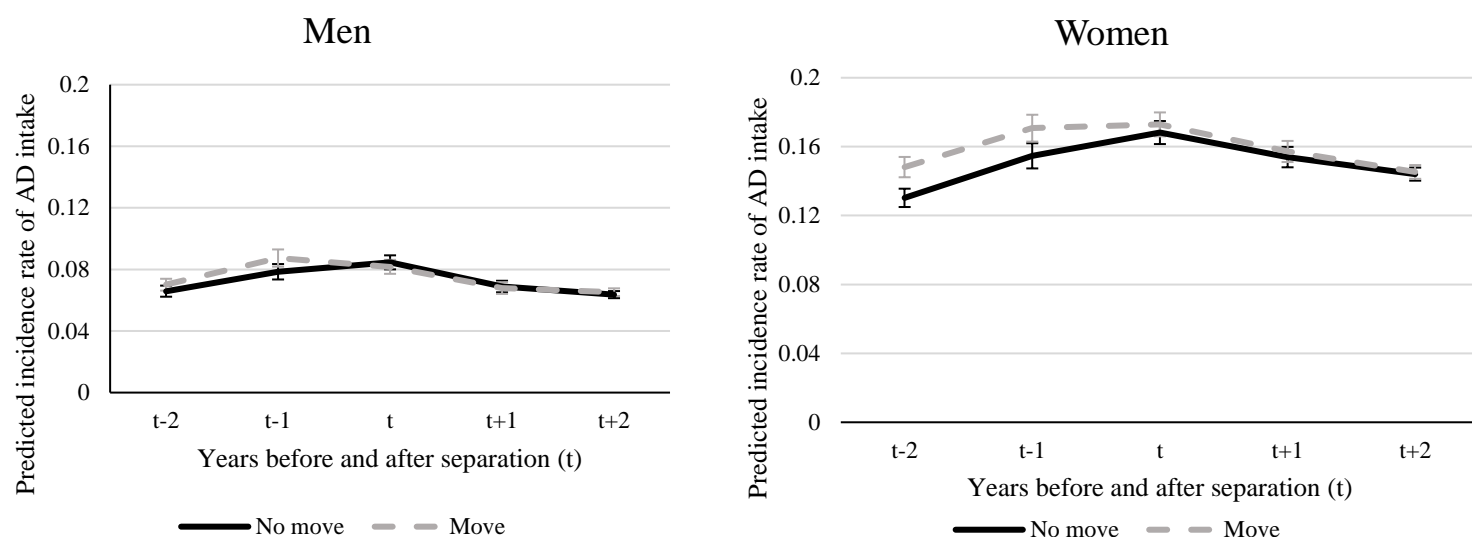 Men
Predicted incidence rate of AD intake
0.2
0.16
0.12
0.08
0.04
0
t-2 t-1 t t+1 t+2
Years before and after separation (t)
No move Move
Women
Predicted incidence rate of AD intake
0.2
0.16
0.12
0.08
0.04
0
t-2 t-1 t t+1 t+2
Years before and after separation (t)
No move Move